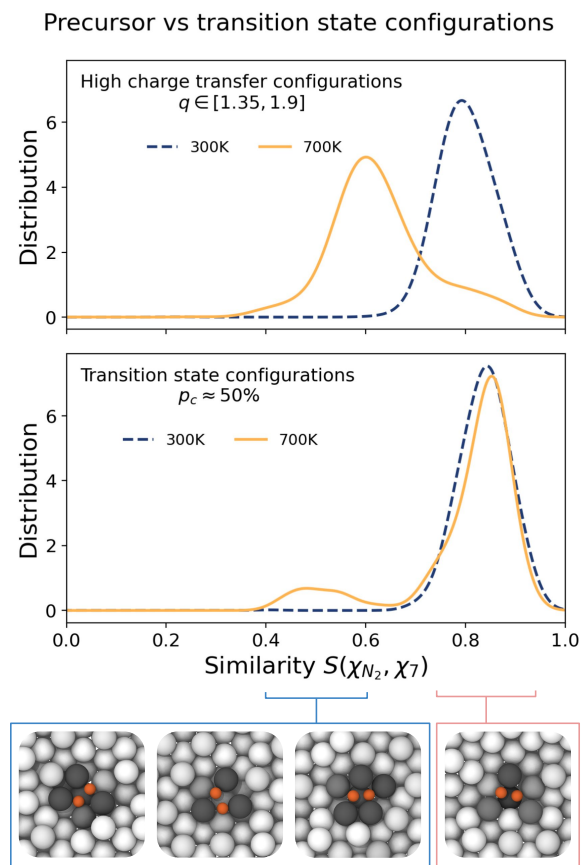 Precursor vs transition state configurations
High charge transfer configurations
q ∈ [1.35, 1.9]
300K 700K
Distribution
6
4
2
0
Transition state configurations
p_c ≈ 50%
300K 700K
Distribution
6
4
2
0
0.0 0.2 0.4 0.6 0.8 1.0
Similarity S(χ_{N_2}, χ_7)